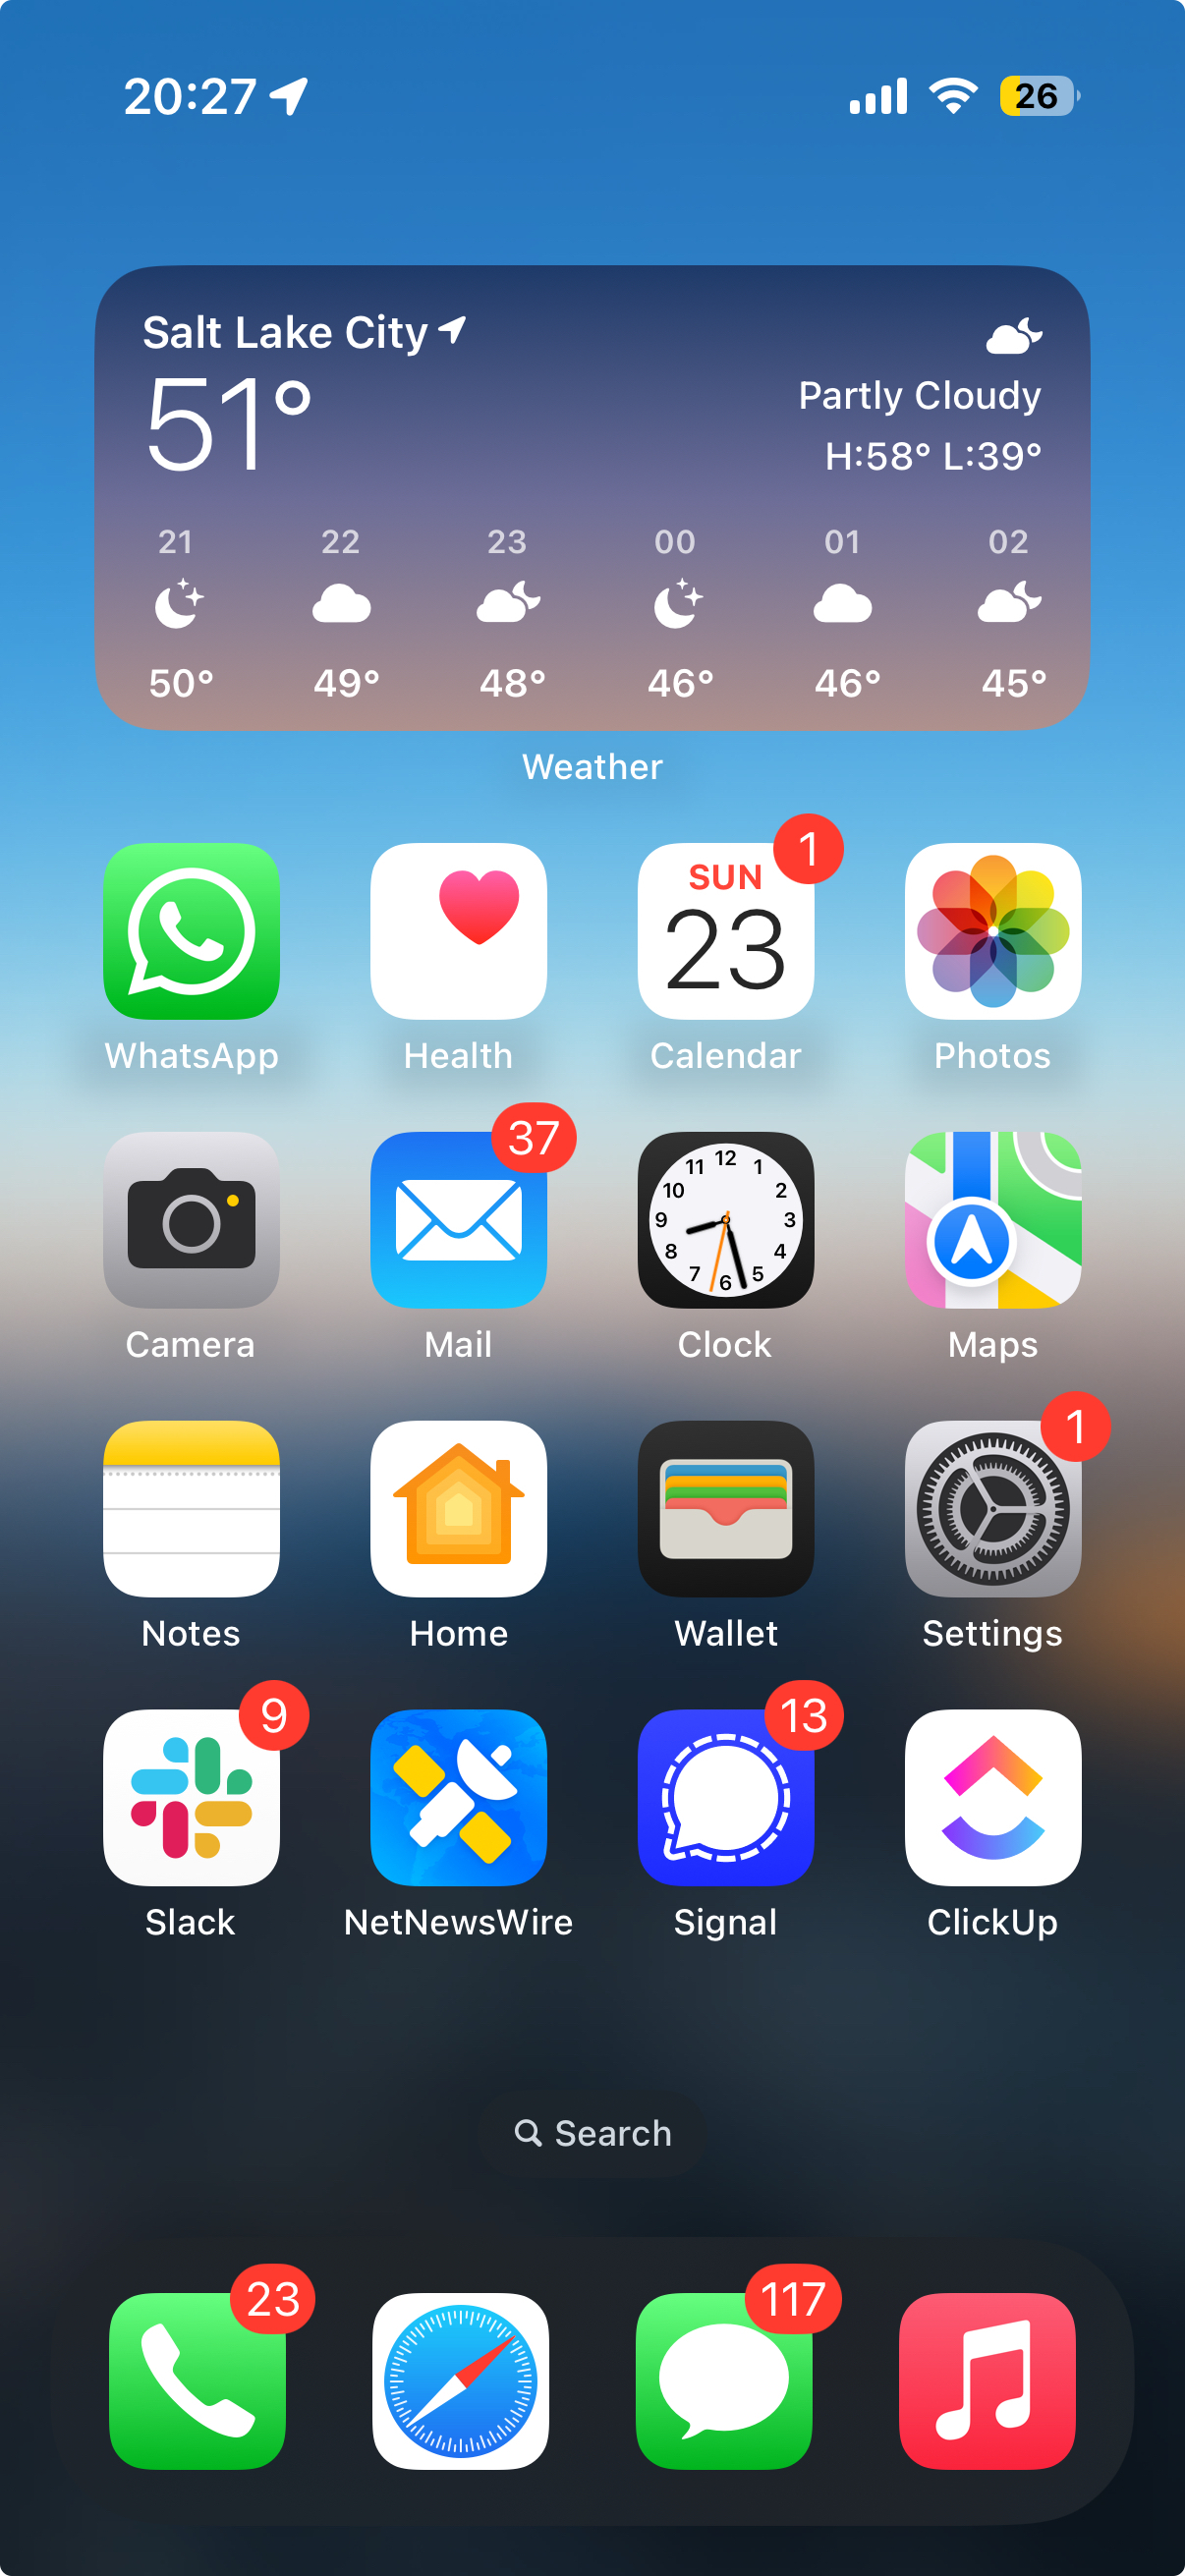 20:27
26
Salt Lake City
51°
Partly Cloudy
H:58° L:39°
21 22 23 00 01 02
50° 49° 48° 46° 46° 45°
Weather
1
SUN
23
WhatsApp Health Calendar Photos
37
12
11 1
10 2
9 3
8 4
7 5
6
Camera Mail Clock Maps
1
Notes Home Wallet Settings
9 13
Slack NetNewsWire Signal ClickUp
Search
23 117